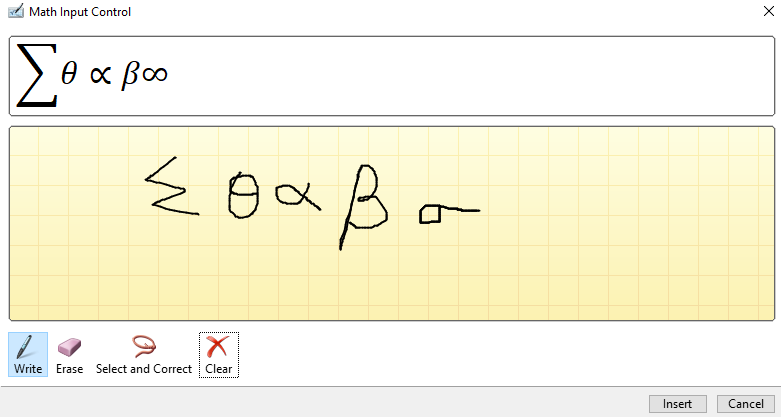 Math Input Control
∑θ ∝ β∞
Σ θ α β σ
Write Erase Select and Correct Clear
Insert Cancel